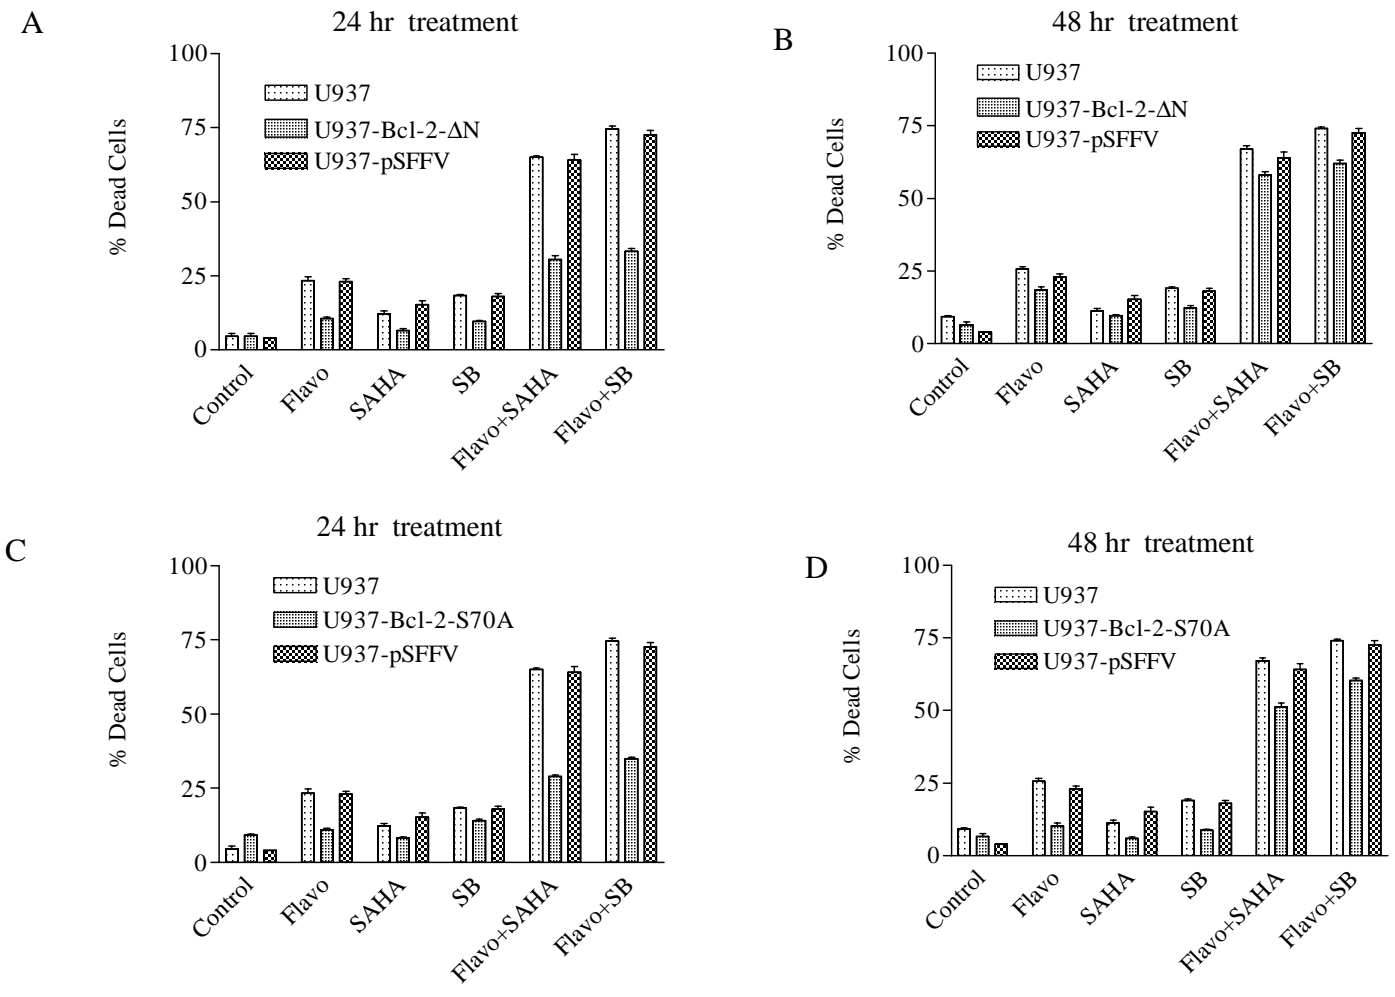 A
24 hr treatment
% Dead Cells
100
75
50
25
0
U937
U937-Bcl-2-ΔN
U937-pSFFV
Control
Flavo
SAHA
SB
Flavo+SAHA
Flavo+SB
B
48 hr treatment
% Dead Cells
100
75
50
25
0
U937
U937-Bcl-2-ΔN
U937-pSFFV
Control
Flavo
SAHA
SB
Flavo+SAHA
Flavo+SB
C
24 hr treatment
% Dead Cells
100
75
50
25
0
U937
U937-Bcl-2-S70A
U937-pSFFV
Control
Flavo
SAHA
SB
Flavo+SAHA
Flavo+SB
D
48 hr treatment
% Dead Cells
100
75
50
25
0
U937
U937-Bcl-2-S70A
U937-pSFFV
Control
Flavo
SAHA
SB
Flavo+SAHA
Flavo+SB